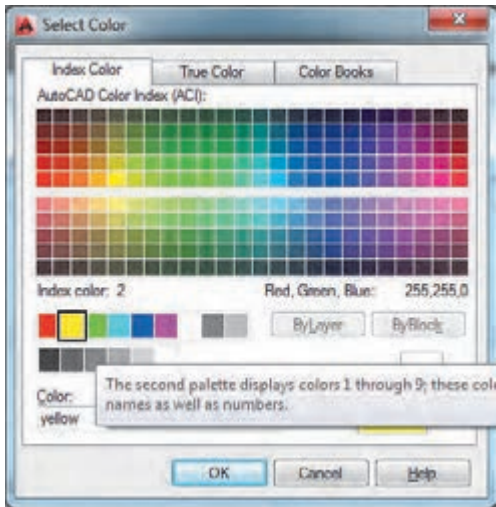 Select Color
Index Color True Color Color Books
AutoCAD Color Index (ACI):
Index color: 2 Red, Green, Blue: 255,255,0
ByLayer ByBlock
The second palette displays colors 1 through 9; these
names as well as numbers.
Color:
yellow
OK Cancel Help